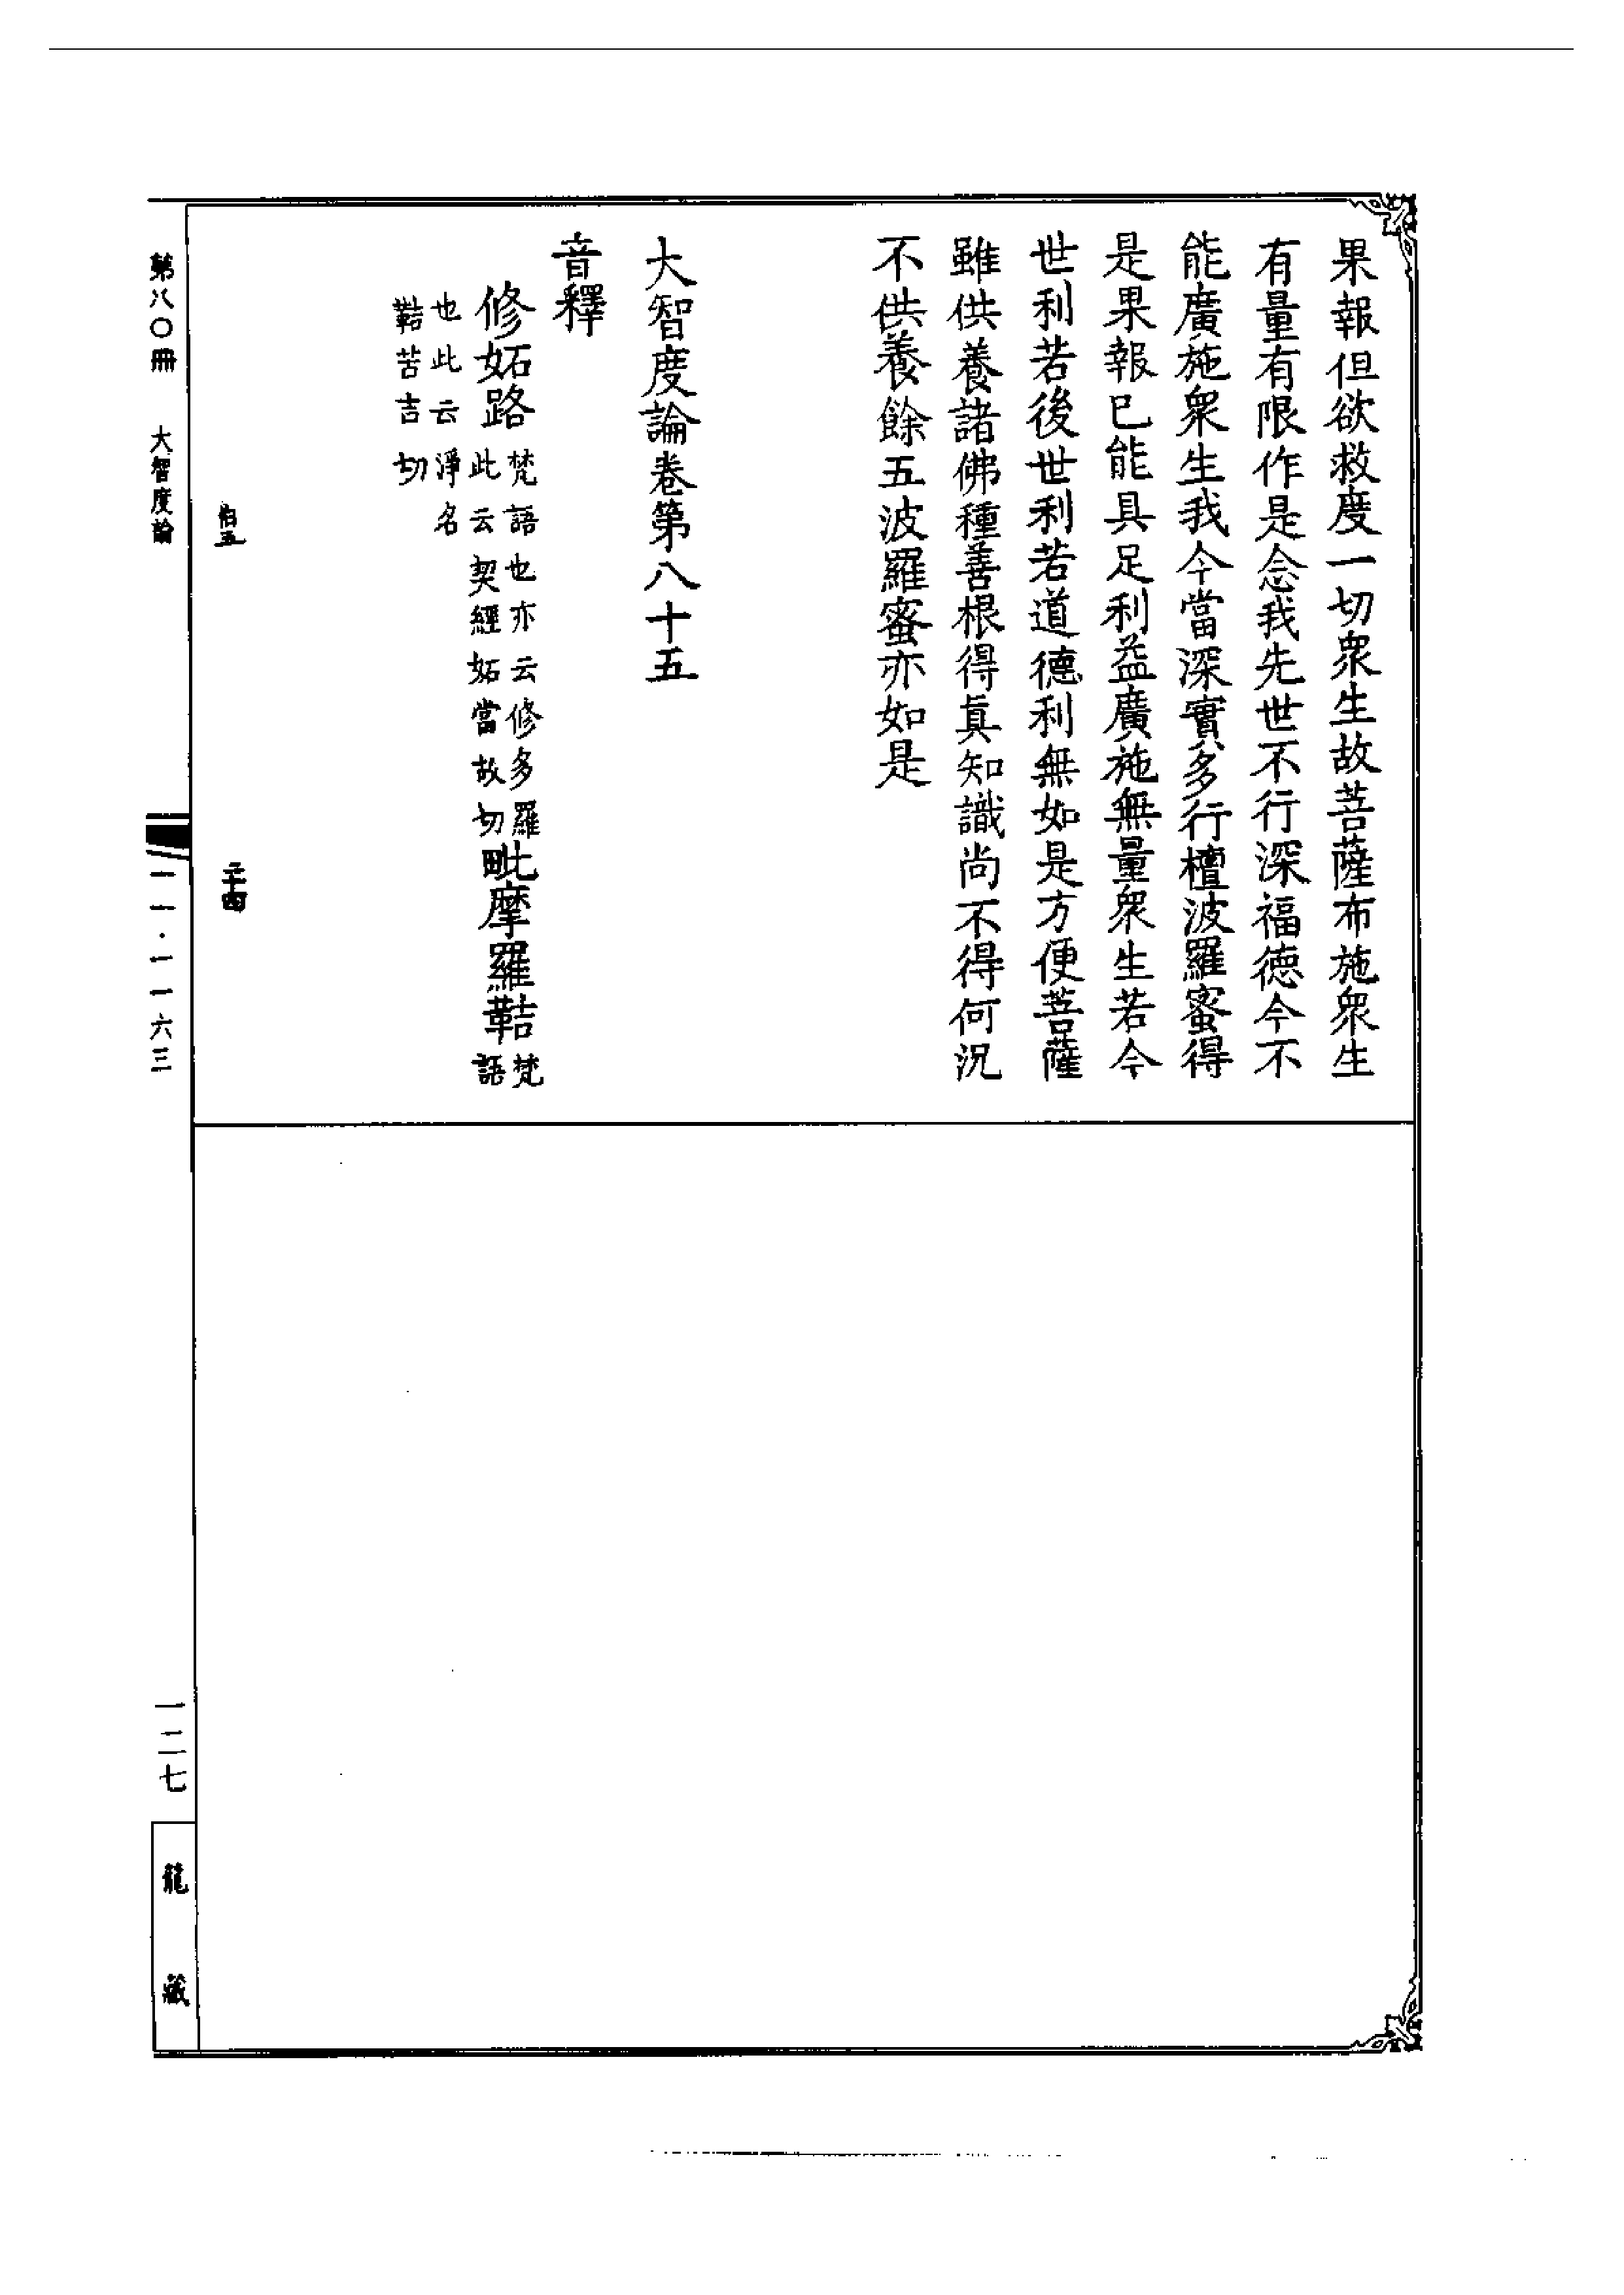 果報但欲救度一切衆生故菩薩布施衆生
有量有限作是念我先世不行深福徳今不
能廣施衆生我今當深實多行檀波羅蜜得
是果報已能具足利益廣施無量衆生若今
世利若後世利若道德利無如是方便菩薩
雖供養諸佛種善根得真知識尚不得何況
不供養餘五波羅蜜亦如是
大智度論卷第八十五
音釋
修妬路
梵語也亦云修多羅
此云契經妬當故切
毗摩羅鞊
梵
語
也此云淨名
鞊苦吉切
伯五
二十四
第八〇冊 大智度論
一一·一一六三
一二七
龍藏